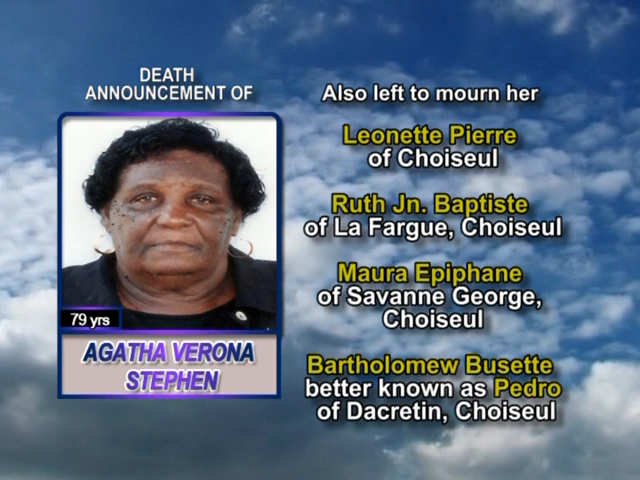 DEATH
ANNOUNCEMENT OF
79 yrs
AGATHA VERONA
STEPHEN
Also left to mourn her
Leonette Pierre
of Choiseul
Ruth Jn. Baptiste
of La Fargue, Choiseul
Maura Epiphane
of Savanne George,
Choiseul
Bartholomew Busette
better known as Pedro
of Dacretin, Choiseul